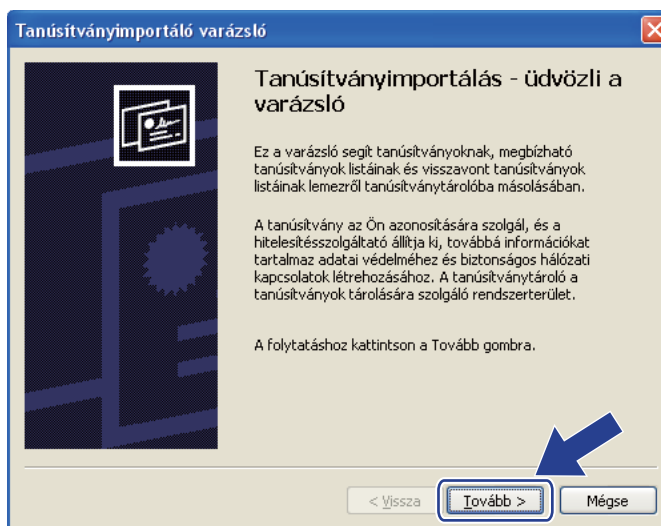 Tanúsítványimportáló varázsló
Tanúsítványimportálás - üdvözli a
varázsló
Ez a varázsló segít tanúsítványoknak, megbízható
tanúsítványok listáinak és visszavont tanúsítványok
listáinak lemezről tanúsítványtárolóba másolásában.
A tanúsítvány az Ön azonosítására szolgál, és a
hitelesítésszolgáltató állítja ki, továbbá információkat
tartalmaz adatai védelméhez és biztonságos hálózati
kapcsolatok létrehozásához. A tanúsítványtároló a
tanúsítványok tárolására szolgáló rendszerterület.
A folytatáshoz kattintson a Tovább gombra.
< Vissza Tovább > Mégse